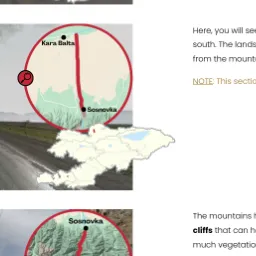 Kara Balta
Sosnovka
Here, you will see
south. The lands
from the mount
NOTE: This sectio
Sosnovka
The mountains h
cliffs that can h
much vegetatio